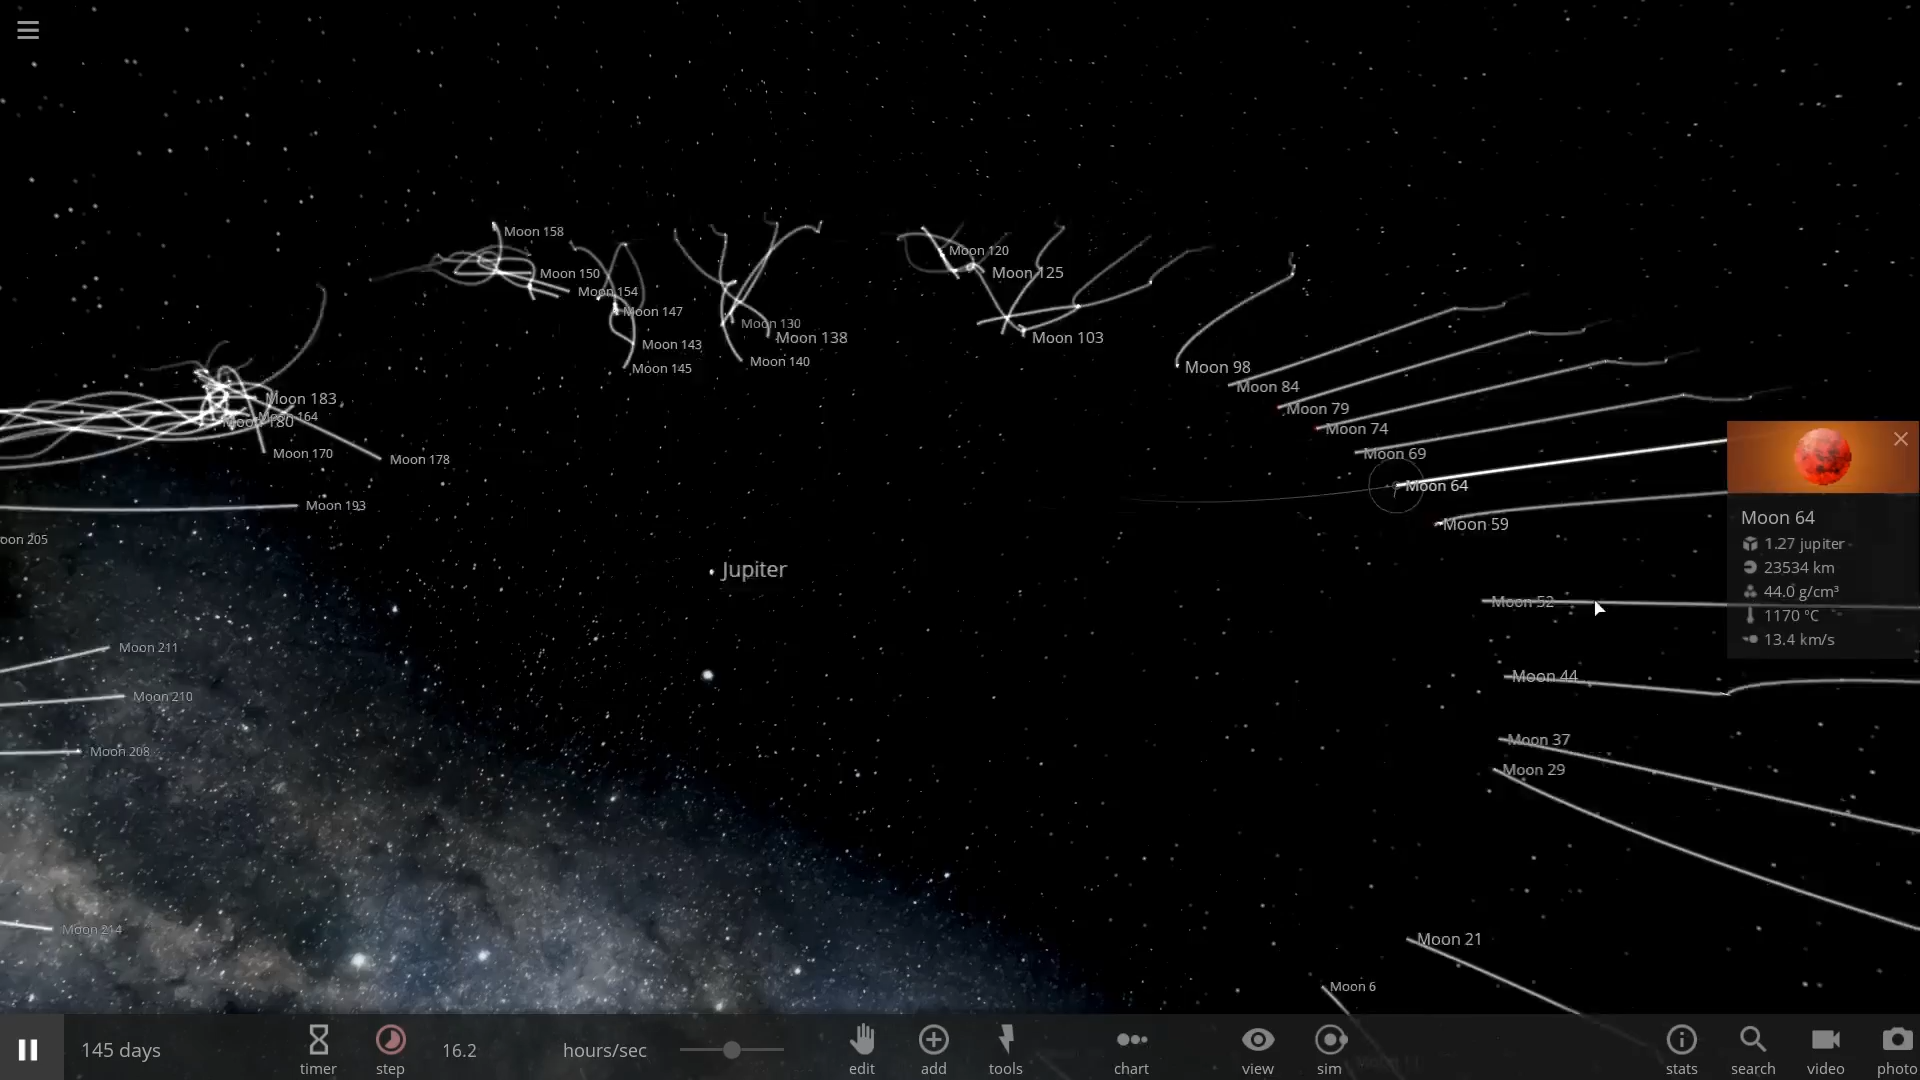 Moon 158
Moon 120
Moon 150
Moon 125
Moon 154
Moon 147
Moon 130
Moon 138
Moon 103
Moon 143
Moon 140
Moon 145
Moon 98
Moon 84
Moon 183
Moon 79
Moon 164
Moon 180
Moon 74
Moon 170
Moon 178
Moon 69
Moon 64
Moon 193
Moon 59
Moon 64
1.27 jupiter
23534 km
44.0 g/cm³
1170 °C
13.4 km/s
oon 205
Jupiter
Moon 52
Moon 211
Moon 44
Moon 210
Moon 37
Moon 208
Moon 29
Moon 214
Moon 21
Moon 6
145 days
timer
step
16.2
hours/sec
edit
add
tools
chart
view
sim
stats
search
video
photo